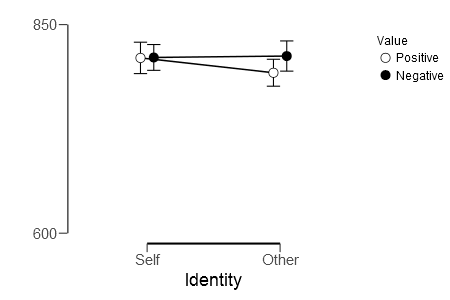 850
600
Self
Other
Identity
Value
Positive
Negative